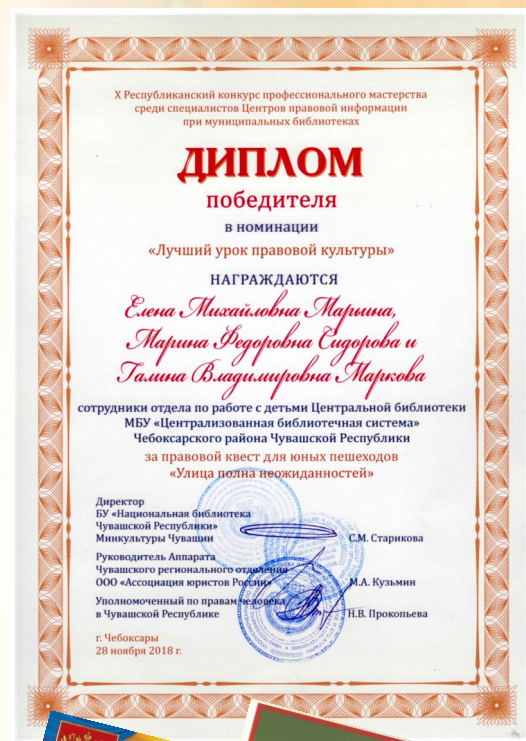 X Республиканский конкурс профессионального мастерства
среди специалистов Центров правовой информации
при муниципальных библиотеках
ДИПЛОМ
победителя
в номинации
«Лучший урок правовой культуры»
НАГРАЖДАЮТСЯ
Елена Михайловна Марьина,
Марина Федоровна Сидорова и
Галина Владимировна Маркова
сотрудники отдела по работе с детьми Центральной библиотеки
МБУ «Централизованная библиотечная система»
Чебоксарского района Чувашской Республики
за правовой квест для юных пешеходов
«Улица полна неожиданностей»
Директор
БУ «Национальная библиотека
Чувашской Республики»
Минкультуры Чувашии С.М. Старикова
Руководитель Аппарата
Чувашского регионального отделения
ООО «Ассоциация юристов России» М.А. Кузьмин
Уполномоченный по правам человека
в Чувашской Республике Н.В. Прокопьева
г. Чебоксары
28 ноября 2018 г.